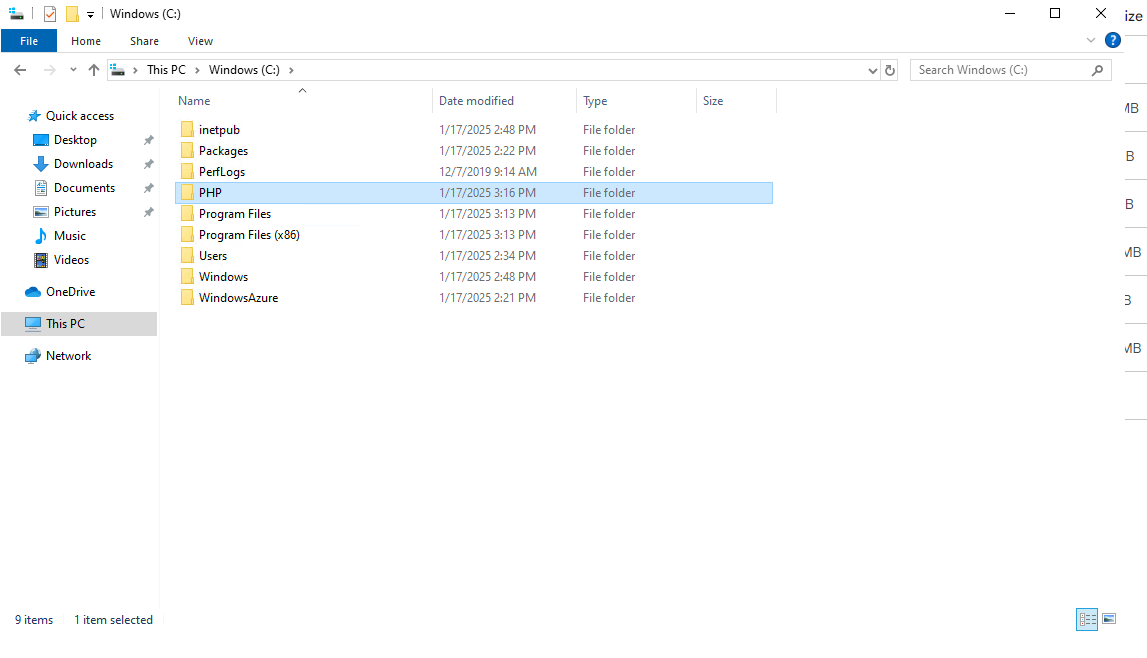 Windows (C:)
ize
File Home Share View
?
This PC Windows (C:) Search Windows (C:)
Name Date modified Type Size
Quick access
Desktop
Downloads
Documents
Pictures
Music
Videos
OneDrive
This PC
Network
inetpub 1/17/2025 2:48 PM File folder
Packages 1/17/2025 2:22 PM File folder
PerfLogs 12/7/2019 9:14 AM File folder
PHP 1/17/2025 3:16 PM File folder
Program Files 1/17/2025 3:13 PM File folder
Program Files (x86) 1/17/2025 3:13 PM File folder
Users 1/17/2025 2:34 PM File folder
Windows 1/17/2025 2:48 PM File folder
WindowsAzure 1/17/2025 2:21 PM File folder
MB
B
B
MB
B
MB
9 items 1 item selected